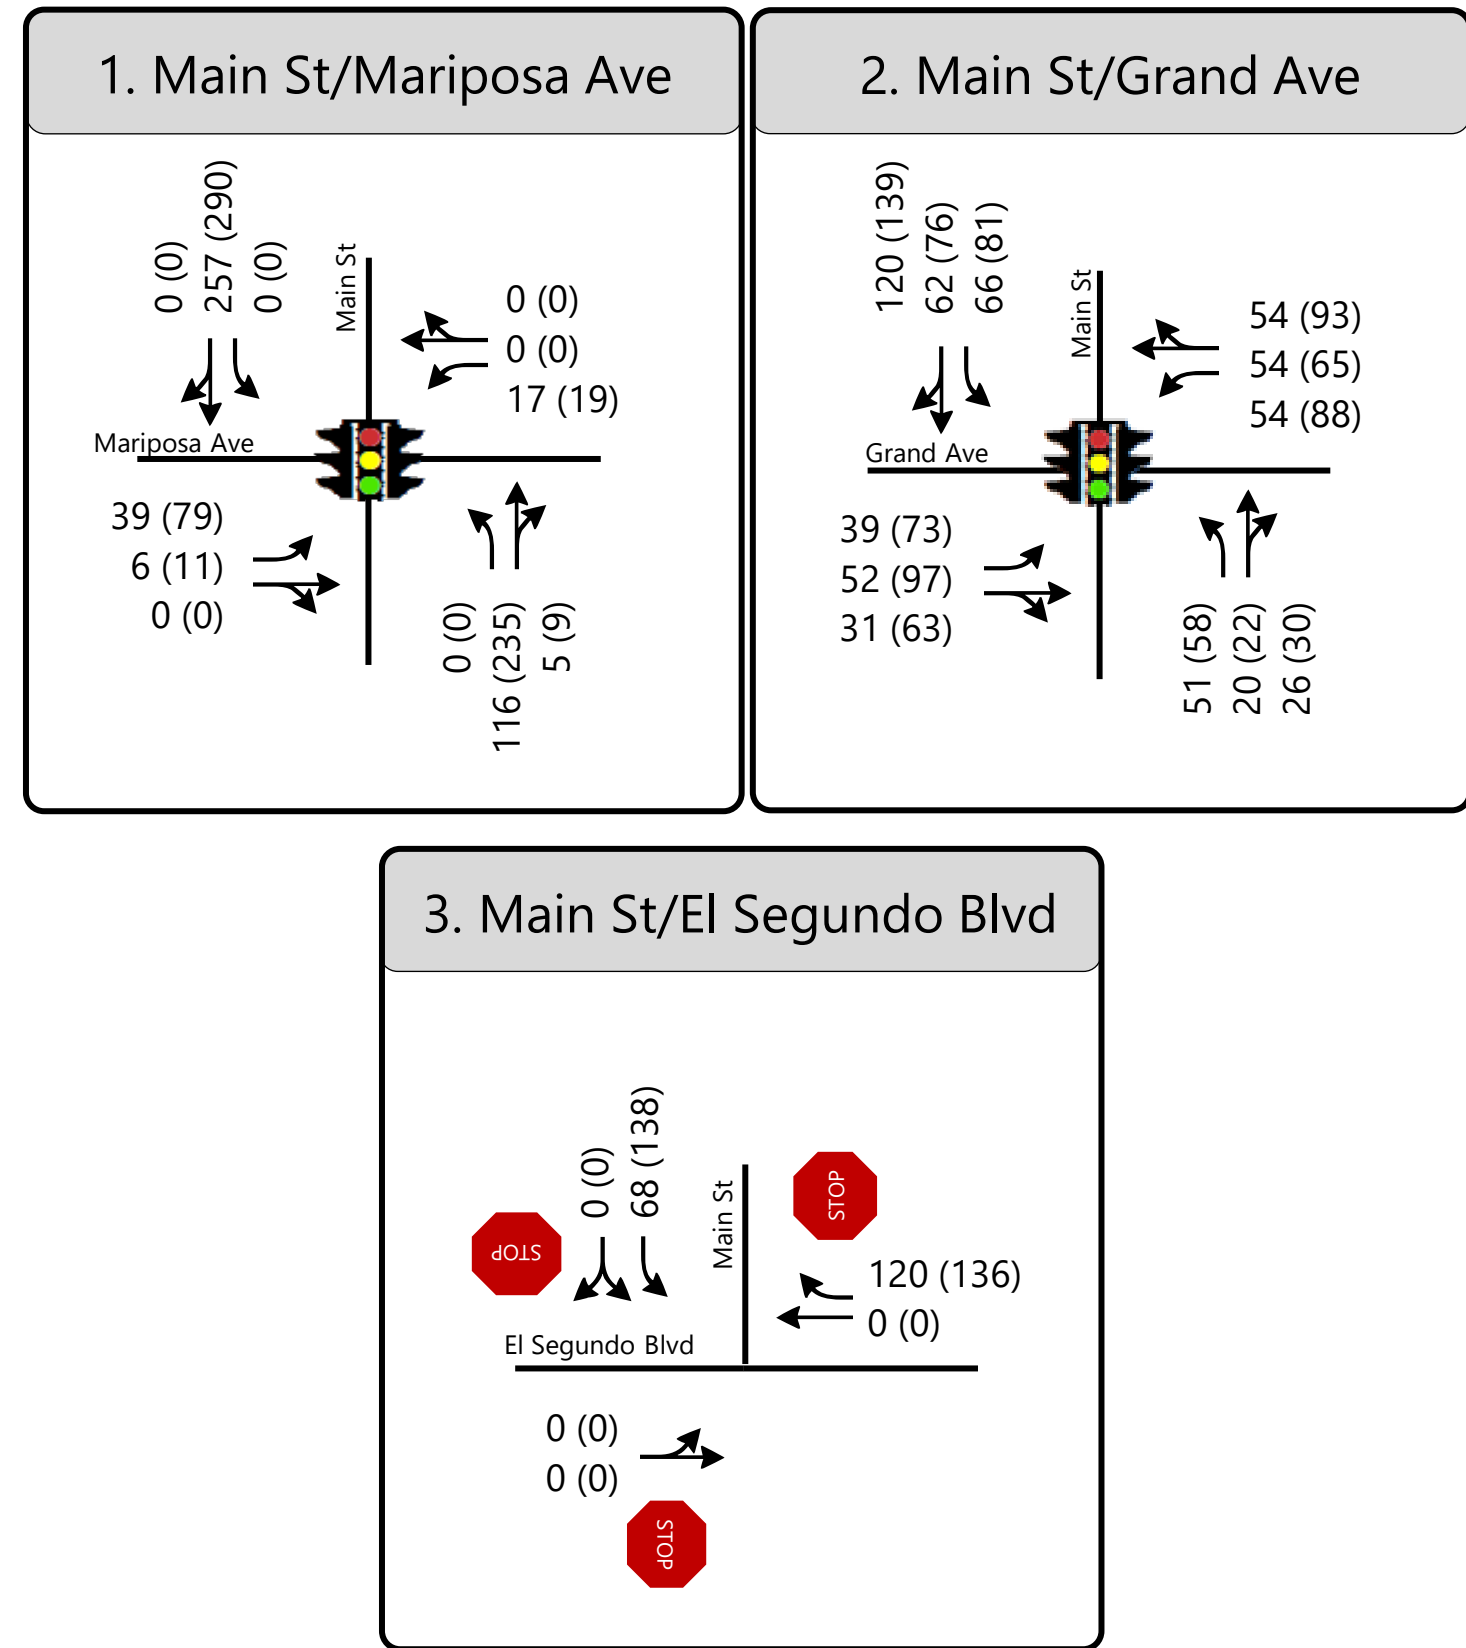 1. Main St/Mariposa Ave
0 (0)
257 (290)
0 (0)
Main St
0 (0)
0 (0)
17 (19)
Mariposa Ave
39 (79)
6 (11)
0 (0)
0 (0)
116 (235)
5 (9)
2. Main St/Grand Ave
120 (139)
62 (76)
66 (81)
Main St
54 (93)
54 (65)
54 (88)
Grand Ave
39 (73)
52 (97)
31 (63)
51 (58)
20 (22)
26 (30)
3. Main St/El Segundo Blvd
0 (0)
68 (138)
Main St
STOP
STOP
120 (136)
0 (0)
El Segundo Blvd
0 (0)
0 (0)
STOP